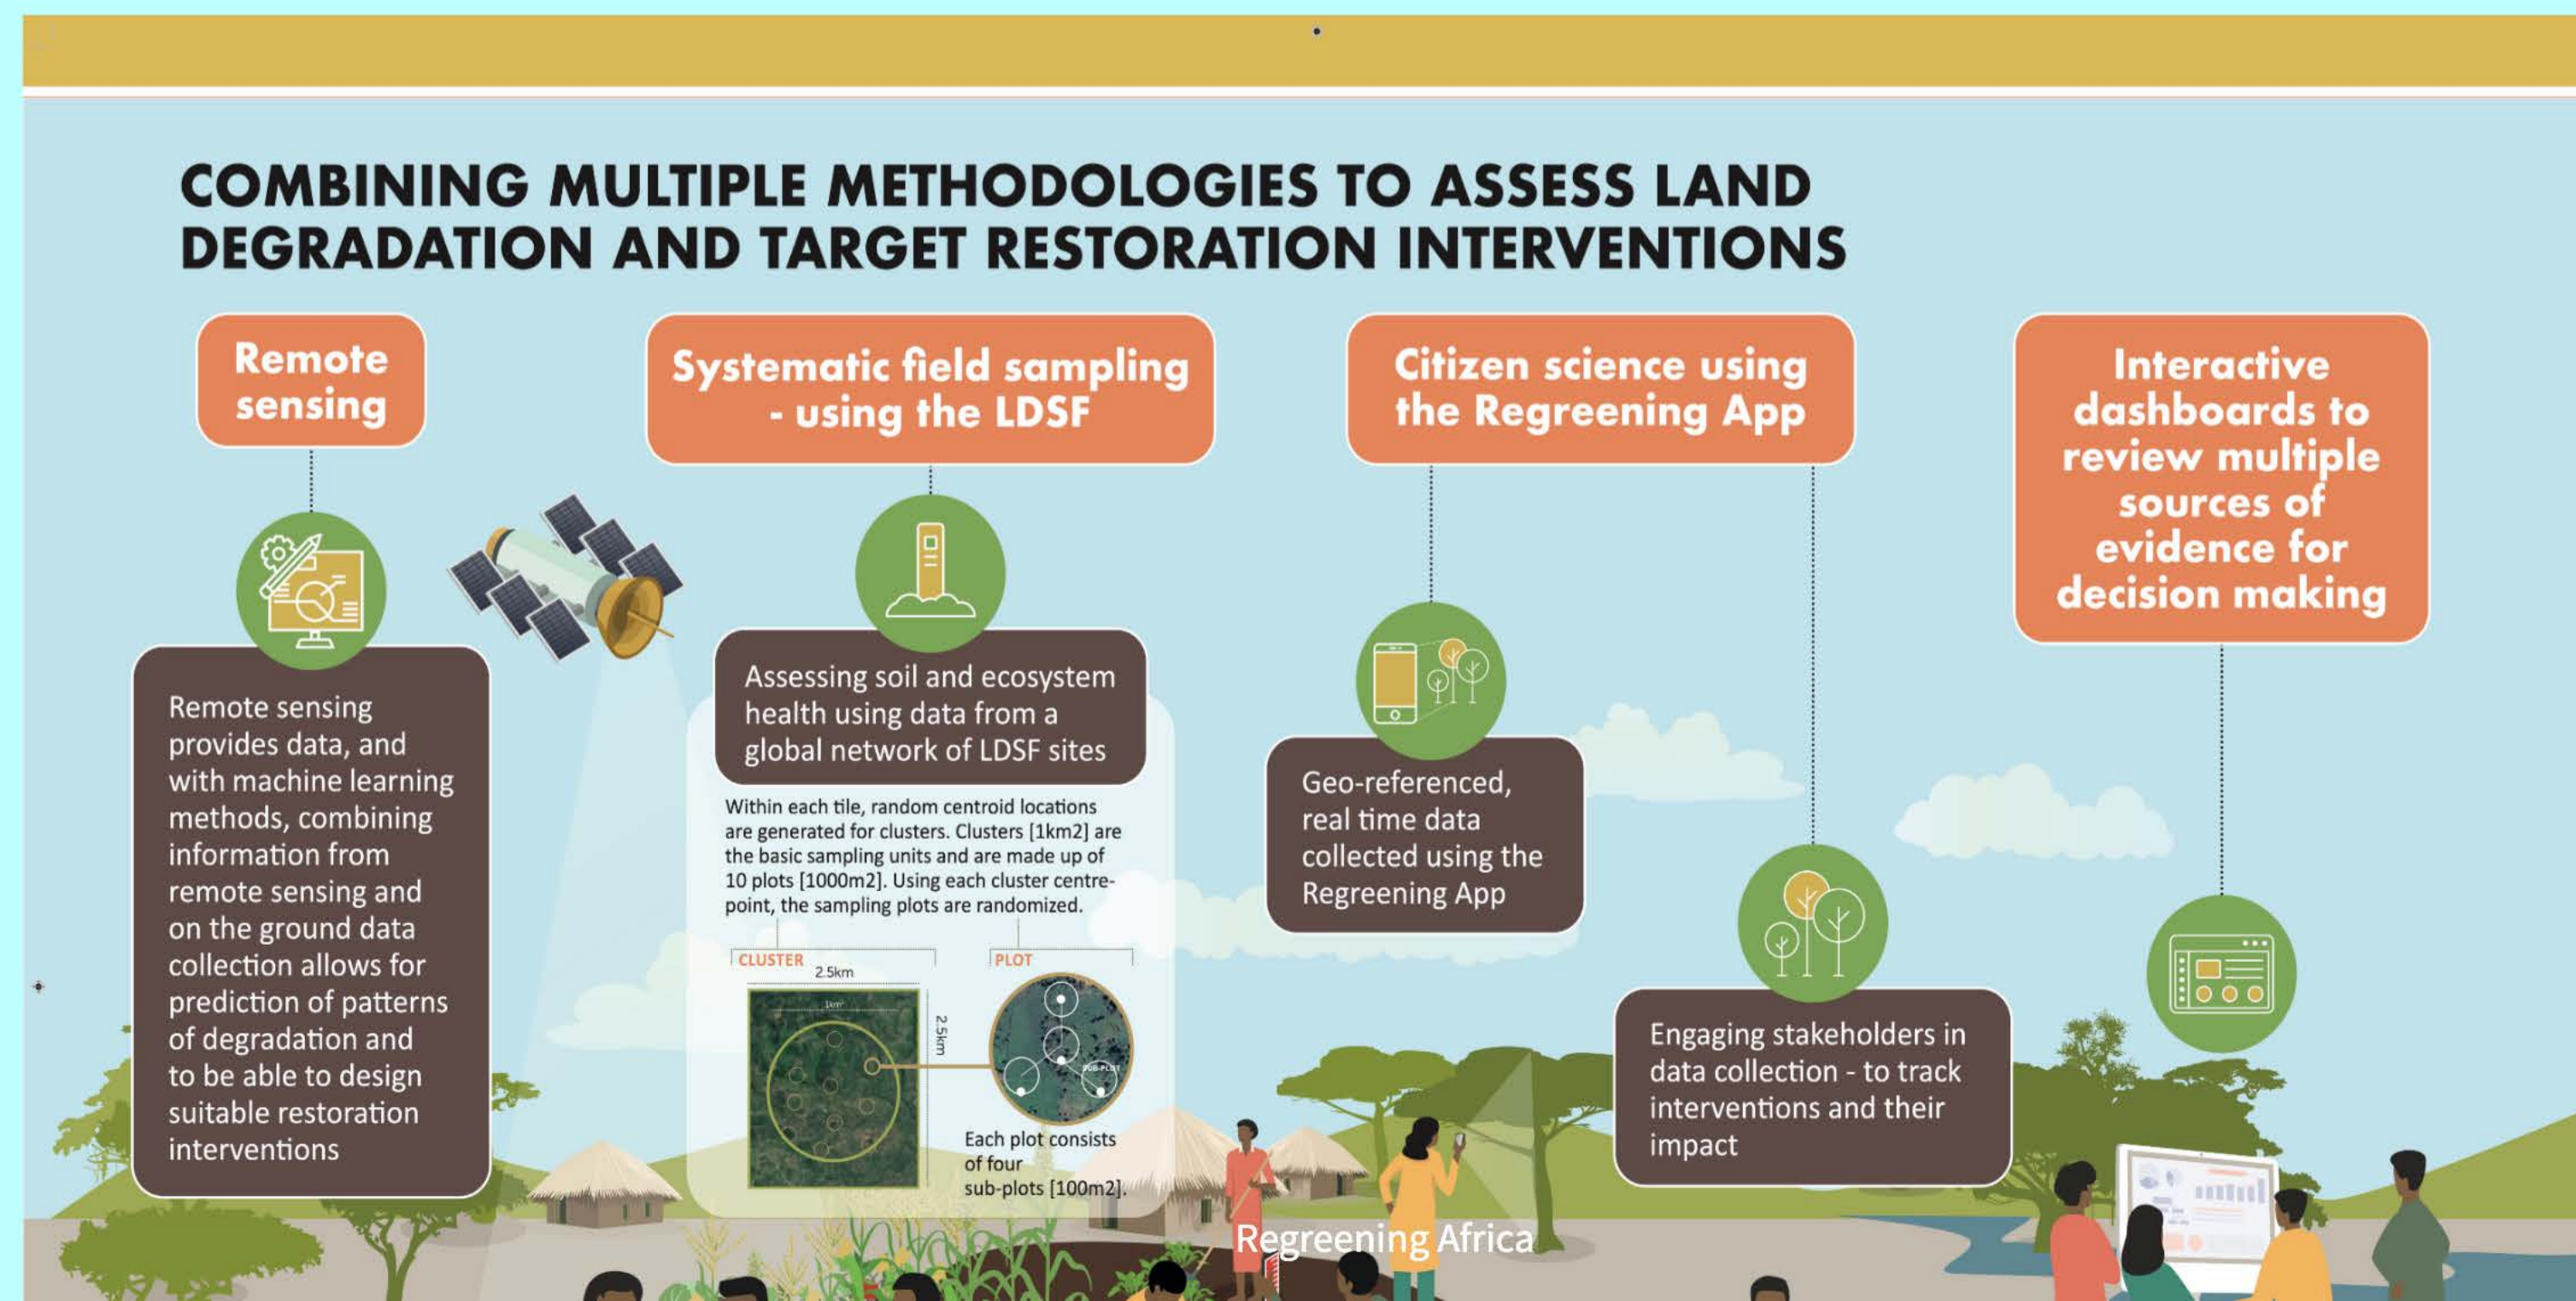 COMBINING MULTIPLE METHODOLOGIES TO ASSESS LAND
DEGRADATION AND TARGET RESTORATION INTERVENTIONS
Remote
sensing
Remote sensing
provides data, and
with machine learning
methods, combining
information from
remote sensing and
on the ground data
collection allows for
prediction of patterns
of degradation and
to be able to design
suitable restoration
interventions
Systematic field sampling
- using the LDSF
Assessing soil and ecosystem
health using data from a
global network of LDSF sites
Within each tile, random centroid locations
are generated for clusters. Clusters [1km2] are
the basic sampling units and are made up of
10 plots [1000m2]. Using each cluster centre-
point, the sampling plots are randomized.
CLUSTER
2.5km
1km²
2.5km
PLOT
SUB-PLOT
Each plot consists
of four
sub-plots [100m2].
Citizen science using
the Regreening App
Geo-referenced,
real time data
collected using the
Regreening App
Engaging stakeholders in
data collection - to track
interventions and their
impact
Interactive
dashboards to
review multiple
sources of
evidence for
decision making
Regreening Africa